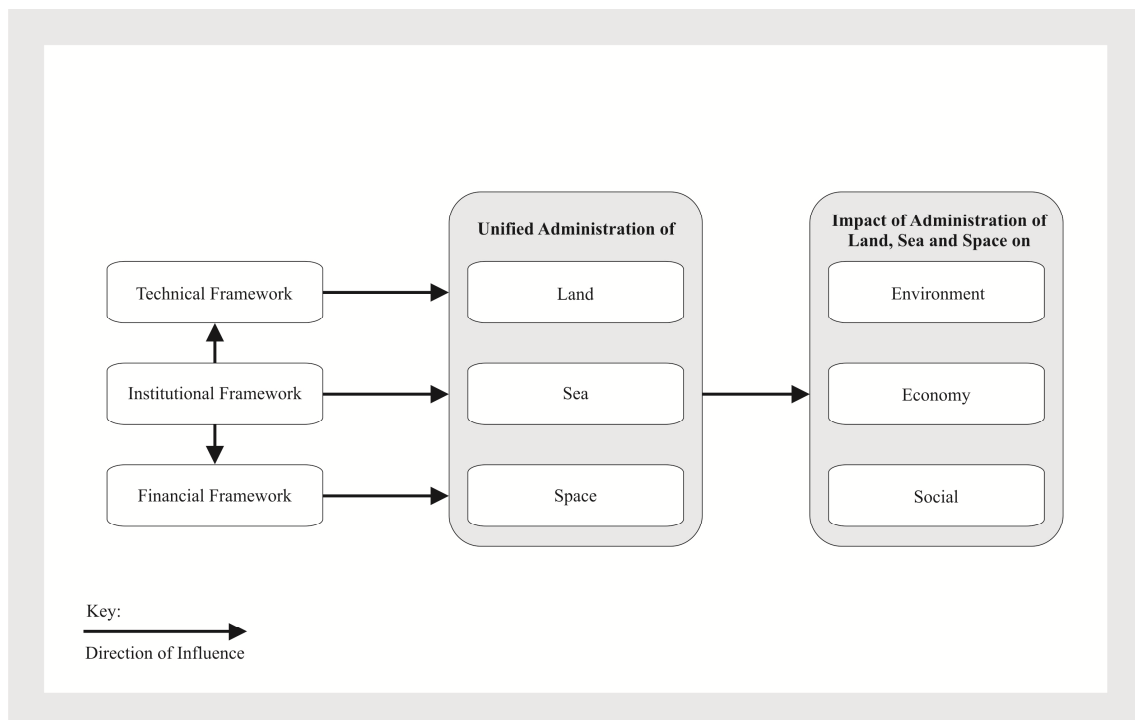 Unified Administration of
Impact of Administration of
Land, Sea and Space on
Technical Framework
Land
Environment
Institutional Framework
Sea
Economy
Financial Framework
Space
Social
Key:
Direction of Influence